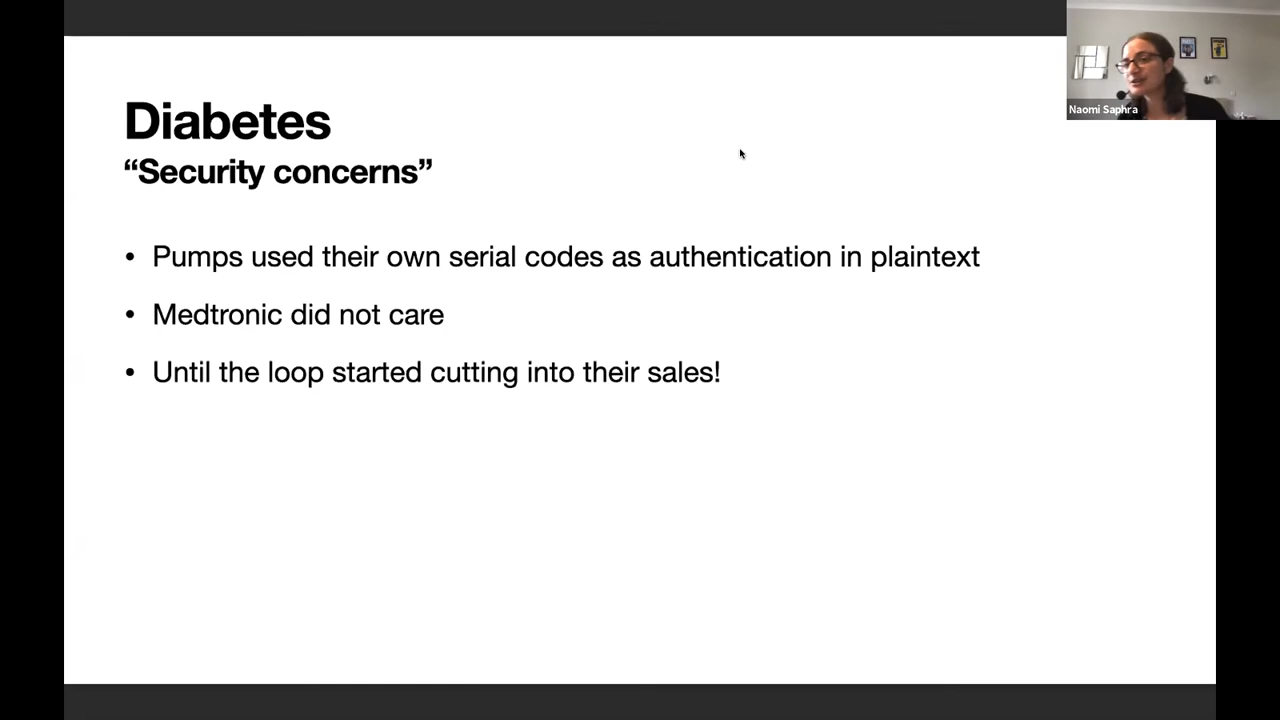 Diabetes
“Security concerns”
• Pumps used their own serial codes as authentication in plaintext
• Medtronic did not care
• Until the loop started cutting into their sales!
Naomi Saphra